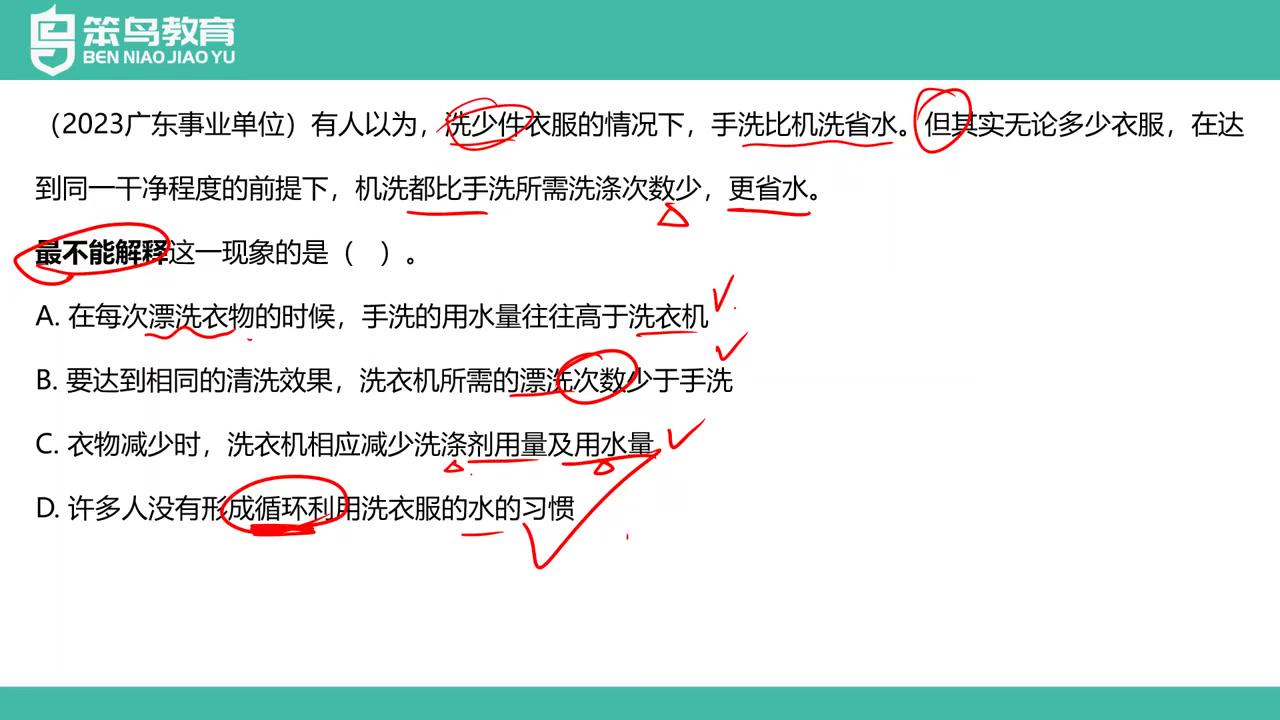 笨鸟教育
BEN NIAO JIAO YU
（2023广东事业单位）有人以为，洗少件衣服的情况下，手洗比机洗省水。但其实无论多少衣服，在达
到同一干净程度的前提下，机洗都比手洗所需洗涤次数少，更省水。
最不能解释这一现象的是（　）。
A. 在每次漂洗衣物的时候，手洗的用水量往往高于洗衣机
B. 要达到相同的清洗效果，洗衣机所需的漂洗次数少于手洗
C. 衣物减少时，洗衣机相应减少洗涤剂用量及用水量
D. 许多人没有形成循环利用洗衣服的水的习惯